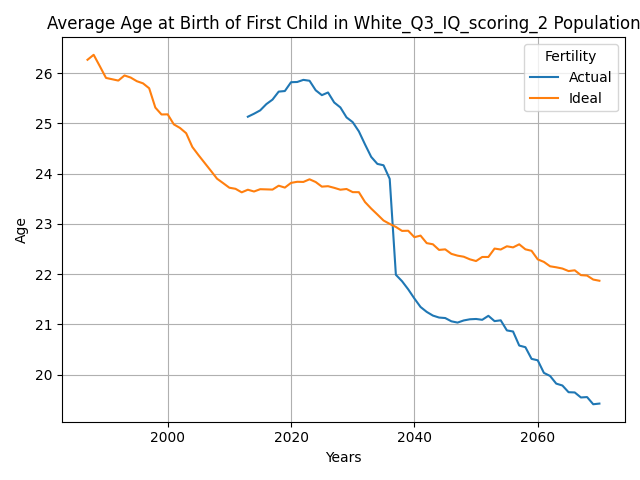 Average Age at Birth of First Child in White_Q3_IQ_scoring_2 Population
Fertility
Actual
Ideal
26
25
24
23
22
21
20
Age
2000
2020
2040
2060
Years